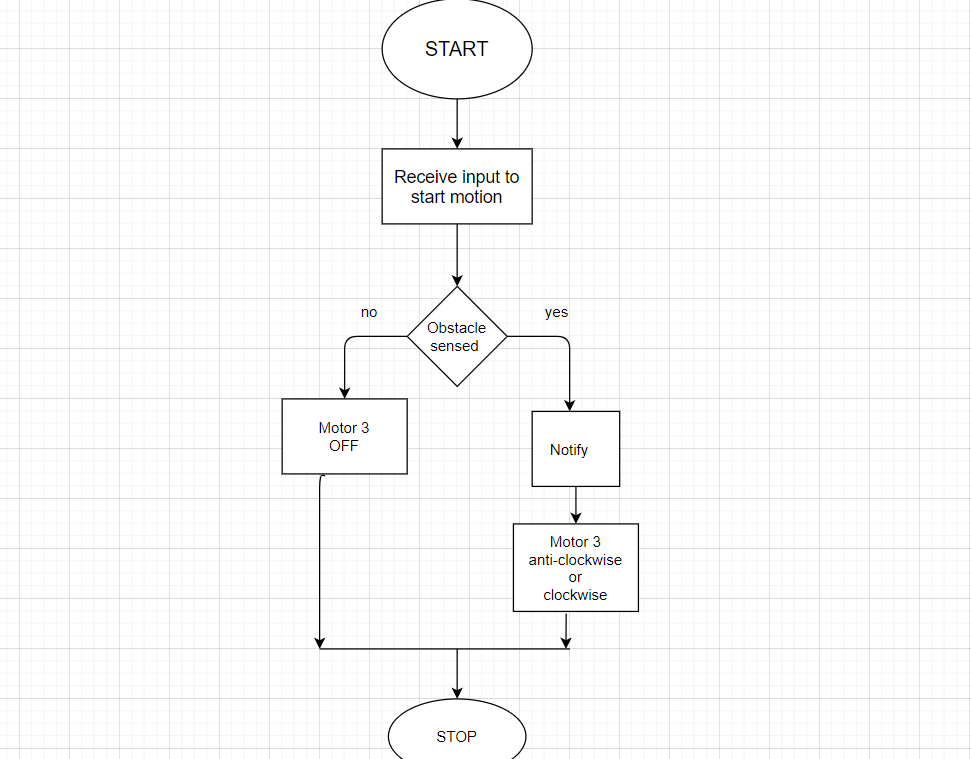 START
Receive input to
start motion
no
yes
Obstacle
sensed
Motor 3
OFF
Notify
Motor 3
anti-clockwise
or
clockwise
STOP